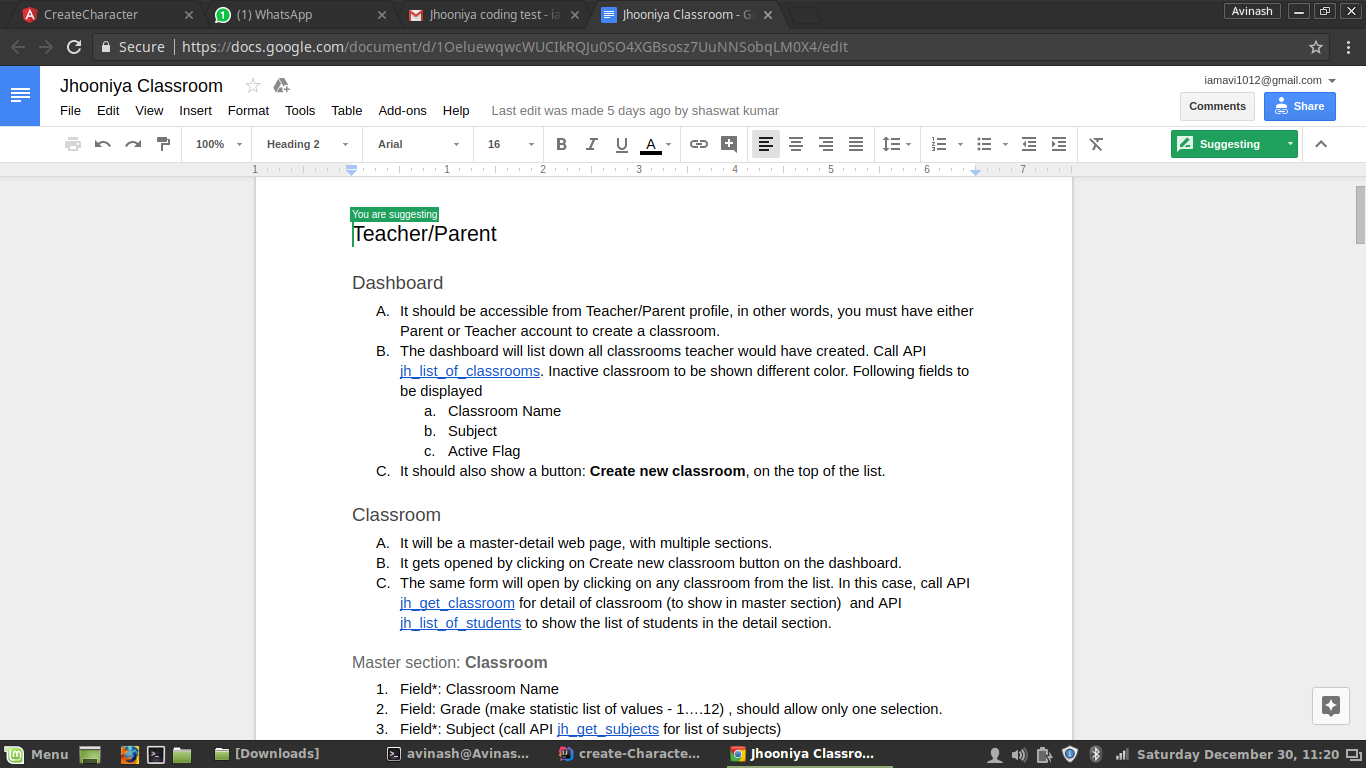 CreateCharacter
(1) WhatsApp
Jhooniya coding test - ia
Jhooniya Classroom - G
Avinash
Secure
https://docs.google.com/document/d/1OeluewqwcWUCIkRQJu0SO4XGBsosz7UuNNSobqLM0X4/edit
Jhooniya Classroom
iamavi1012@gmail.com
File Edit View Insert Format Tools Table Add-ons Help Last edit was made 5 days ago by shaswat kumar
Comments
Share
100% Heading 2 Arial 16 B I U A Suggesting
1 1 2 3 4 5 6 7
You are suggesting
Teacher/Parent
Dashboard
A. It should be accessible from Teacher/Parent profile, in other words, you must have either
Parent or Teacher account to create a classroom.
B. The dashboard will list down all classrooms teacher would have created. Call API
jh_list_of_classrooms. Inactive classroom to be shown different color. Following fields to
be displayed
a. Classroom Name
b. Subject
c. Active Flag
C. It should also show a button: Create new classroom, on the top of the list.
Classroom
A. It will be a master-detail web page, with multiple sections.
B. It gets opened by clicking on Create new classroom button on the dashboard.
C. The same form will open by clicking on any classroom from the list. In this case, call API
jh_get_classroom for detail of classroom (to show in master section) and API
jh_list_of_students to show the list of students in the detail section.
Master section: Classroom
1. Field*: Classroom Name
2. Field: Grade (make statistic list of values - 1….12) , should allow only one selection.
3. Field*: Subject (call API jh_get_subjects for list of subjects)
Menu
[Downloads]
avinash@Avinas...
create-Characte...
Jhooniya Classro...
Saturday December 30, 11:20